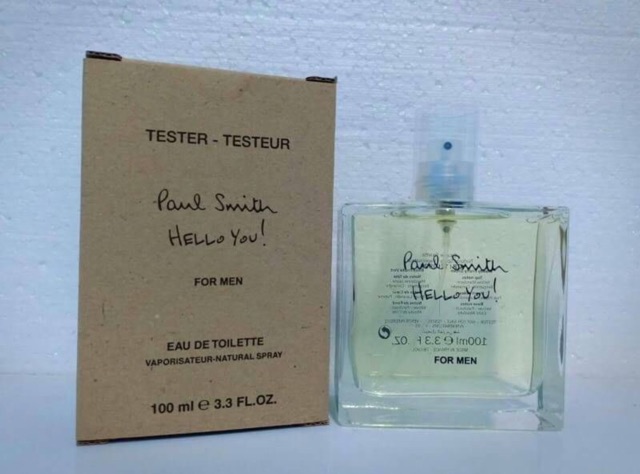 TESTER - TESTEUR
Paul Smith
HELLO YOU!
FOR MEN
EAU DE TOILETTE
VAPORISATEUR-NATURAL SPRAY
100 ml e 3.3 FL.OZ.
Paul Smith
HELLO YOU!
100ml e 3.3 F . OZ.
FOR MEN